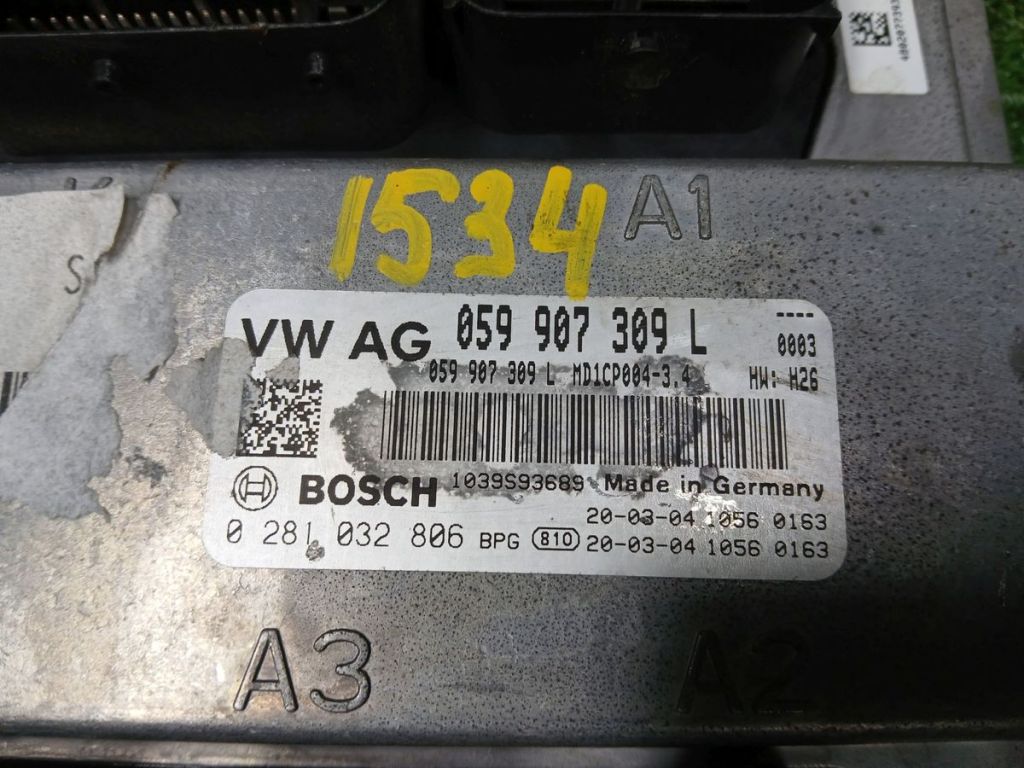 1534
A1
VW AG 059 907 309 L ----
0003
059 907 309 L MD1CP004-3.4 HW: H26
BOSCH 1039S93689 Made in Germany
20-03-04 1056 0163
0 281 032 806 BPG 810 20-03-04 1056 0163
A3 A2
S